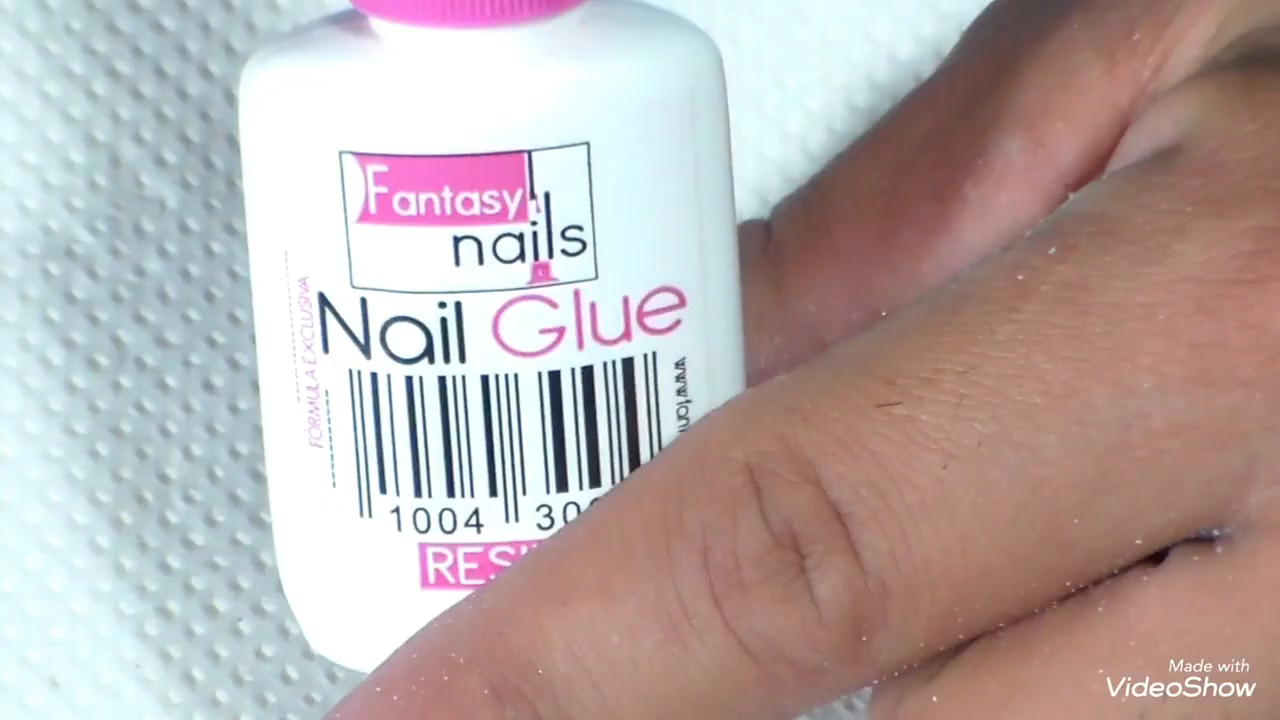 Fantasy
nails
Nail Glue
FÓRMULA EXCLUSIVA
1004
Made with
VideoShow